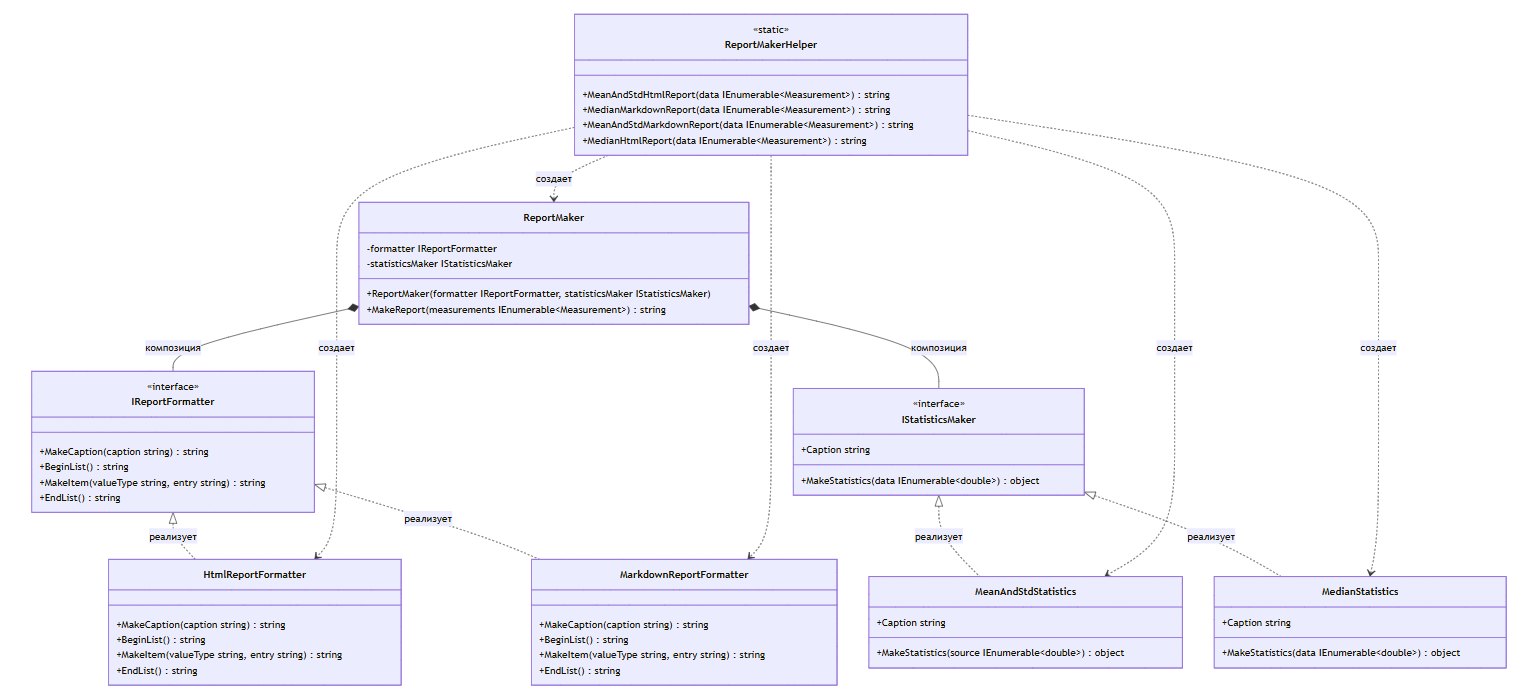 «static»
ReportMakerHelper
+MeanAndStdHtmlReport(data IEnumerable<Measurement>) : string
+MedianMarkdownReport(data IEnumerable<Measurement>) : string
+MeanAndStdMarkdownReport(data IEnumerable<Measurement>) : string
+MedianHtmlReport(data IEnumerable<Measurement>) : string
создает
ReportMaker
-formatter IReportFormatter
-statisticsMaker IStatisticsMaker
+ReportMaker(formatter IReportFormatter, statisticsMaker IStatisticsMaker)
+MakeReport(measurements IEnumerable<Measurement>) : string
композиция
создает
создает
композиция
создает
создает
«interface»
IReportFormatter
+MakeCaption(caption string) : string
+BeginList() : string
+MakeItem(valueType string, entry string) : string
+EndList() : string
«interface»
IStatisticsMaker
+Caption string
+MakeStatistics(data IEnumerable<double>) : object
реализует
реализует
реализует
реализует
HtmlReportFormatter
+MakeCaption(caption string) : string
+BeginList() : string
+MakeItem(valueType string, entry string) : string
+EndList() : string
MarkdownReportFormatter
+MakeCaption(caption string) : string
+BeginList() : string
+MakeItem(valueType string, entry string) : string
+EndList() : string
MeanAndStdStatistics
+Caption string
+MakeStatistics(source IEnumerable<double>) : object
MedianStatistics
+Caption string
+MakeStatistics(data IEnumerable<double>) : object